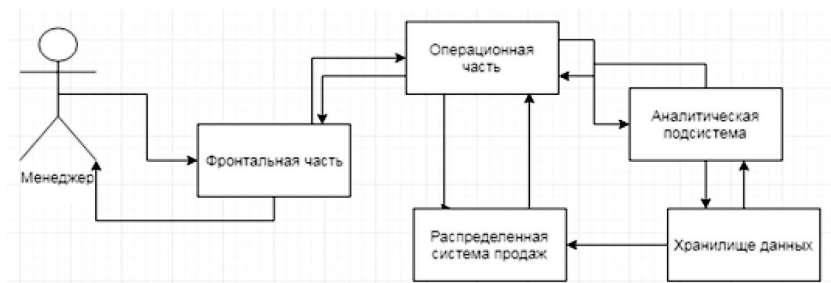 Операционная
часть
Аналитическая
подсистема
Фронтальная часть
Менеджер
Распределенная
система продаж
Хранилище данных